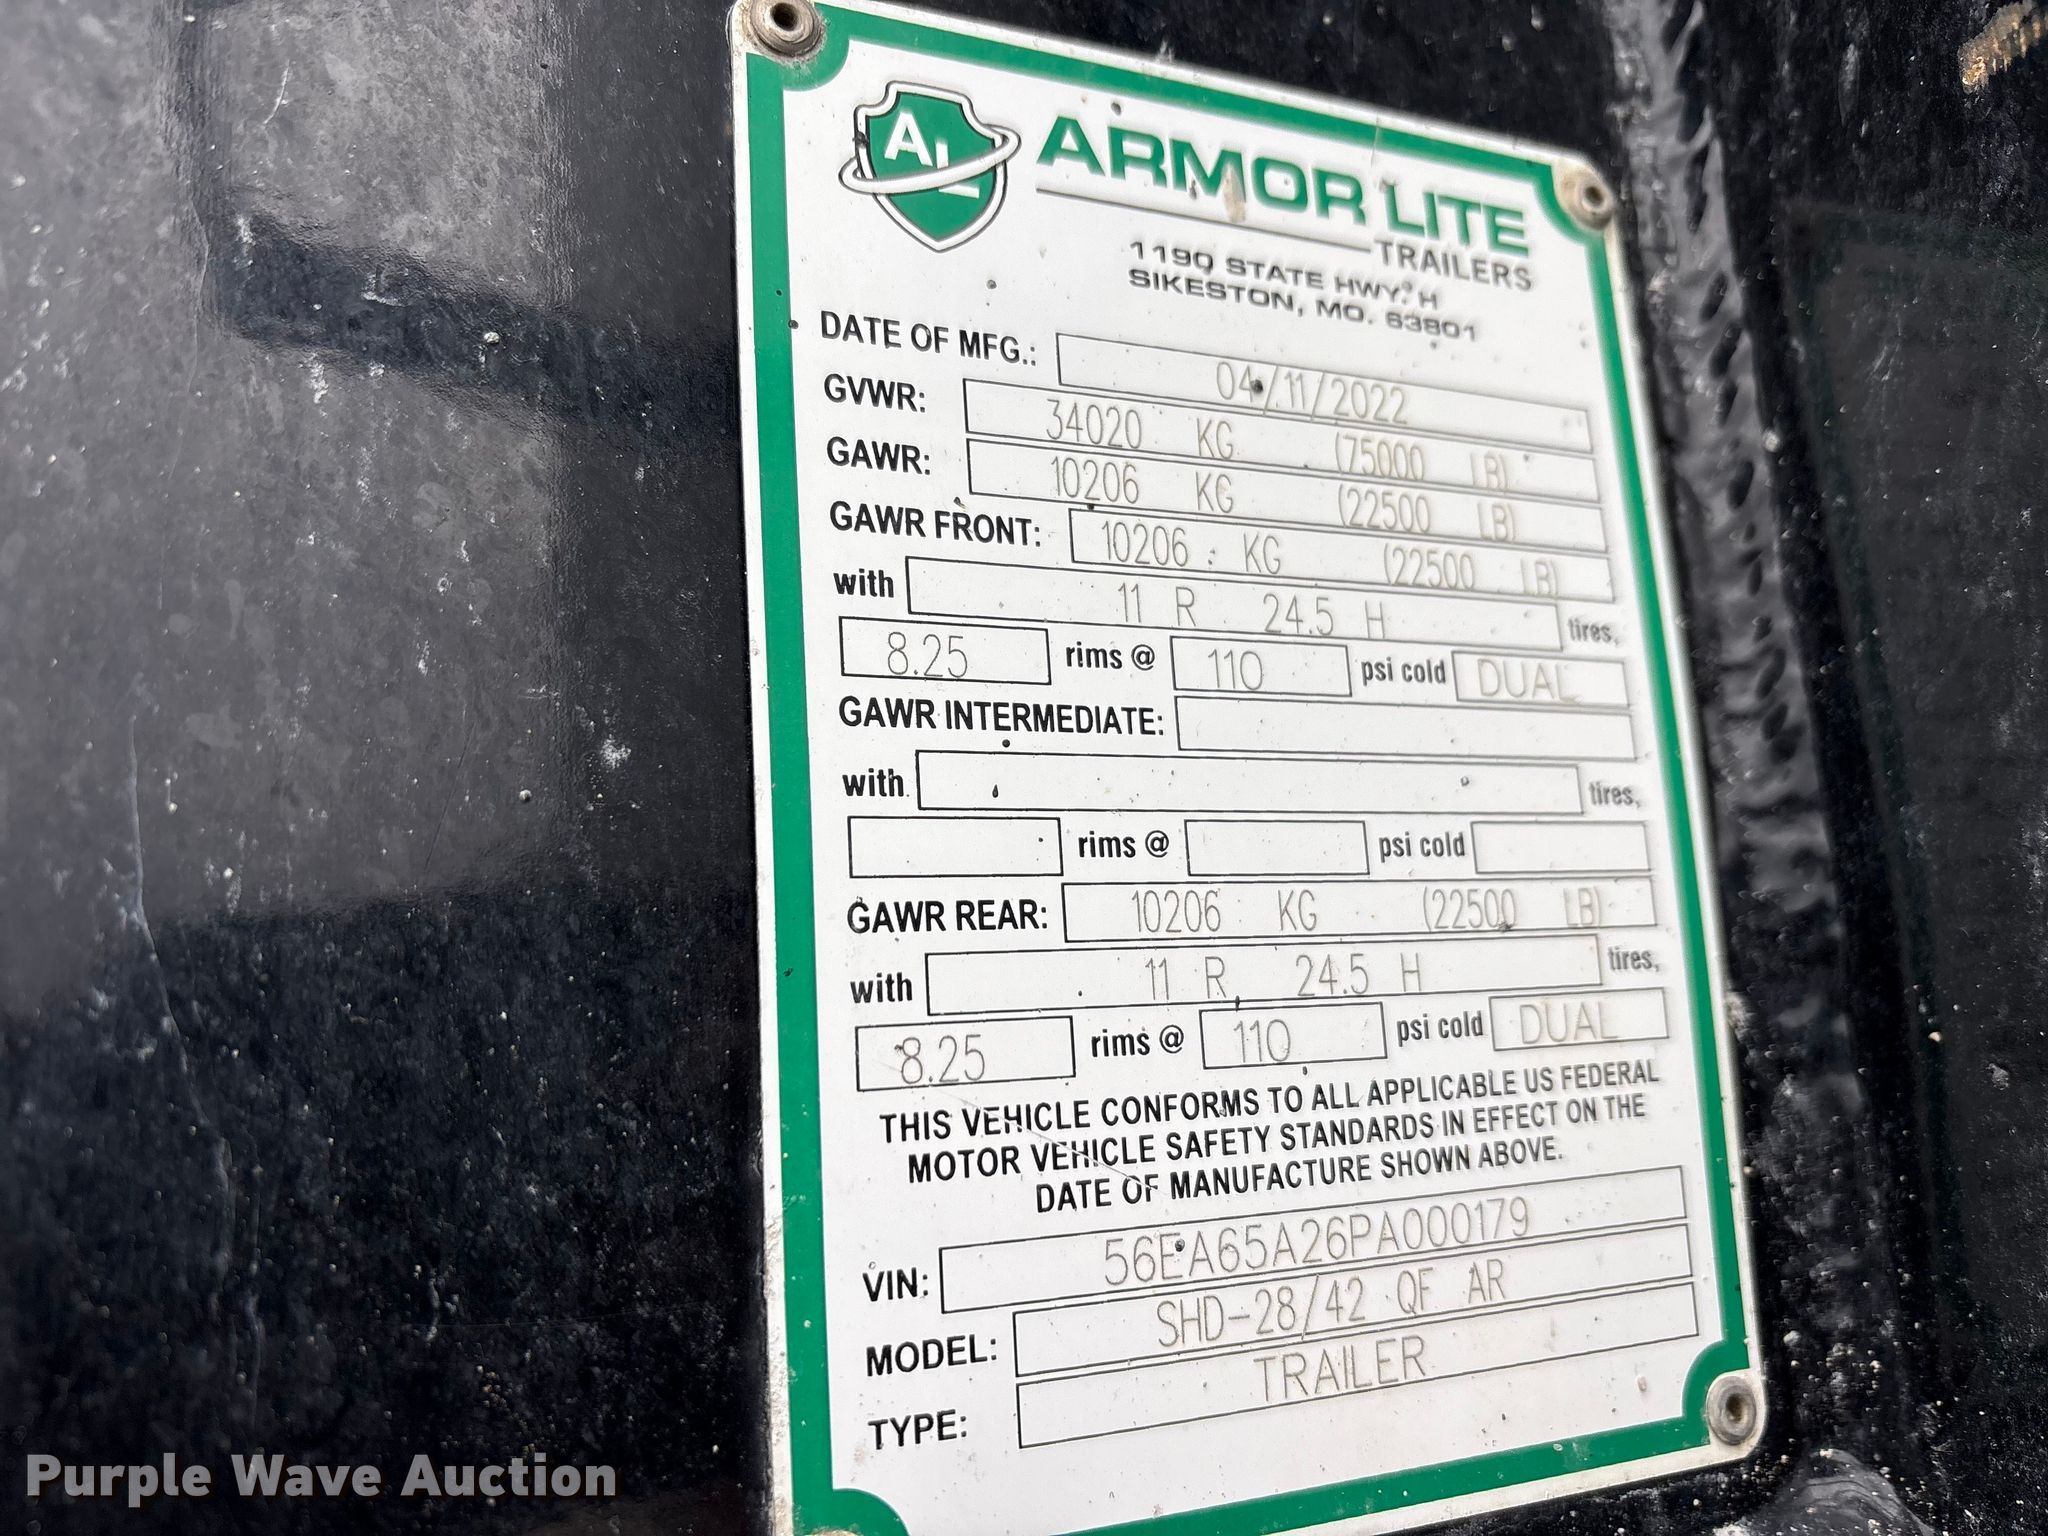 AL ARMOR LITE
TRAILERS
1190 STATE HWY. H
SIKESTON, MO. 63801
DATE OF MFG.: 04/11/2022
GVWR: 34020 KG (75000 LB)
GAWR: 10206 KG (22500 LB)
GAWR FRONT: 10206 KG (22500 LB)
with 11 R 24.5 H tires,
8.25 rims @ 110 psi cold DUAL
GAWR INTERMEDIATE:
with tires,
rims @ psi cold
GAWR REAR: 10206 KG (22500 LB)
with 11 R 24.5 H tires,
8.25 rims @ 110 psi cold DUAL
THIS VEHICLE CONFORMS TO ALL APPLICABLE US FEDERAL
MOTOR VEHICLE SAFETY STANDARDS IN EFFECT ON THE
DATE OF MANUFACTURE SHOWN ABOVE.
VIN: 56EA65A26PA000179
MODEL: SHD-28/42 QF AR
TYPE: TRAILER
Purple Wave Auction